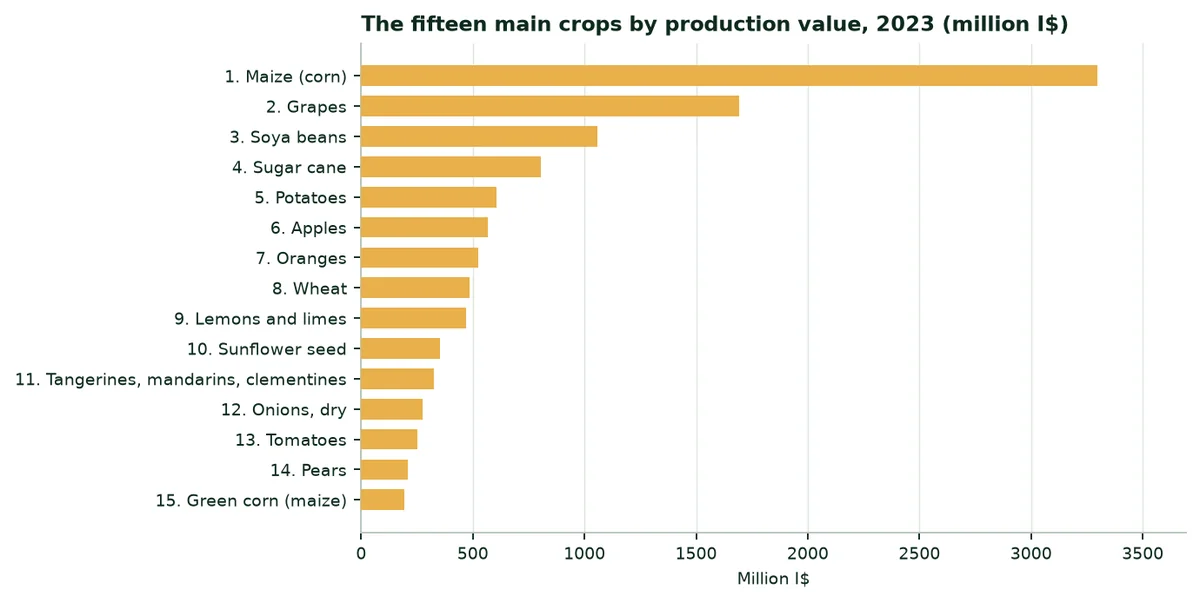 The fifteen main crops by production value, 2023 (million I$)
1. Maize (corn)
2. Grapes
3. Soya beans
4. Sugar cane
5. Potatoes
6. Apples
7. Oranges
8. Wheat
9. Lemons and limes
10. Sunflower seed
11. Tangerines, mandarins, clementines
12. Onions, dry
13. Tomatoes
14. Pears
15. Green corn (maize)
0 500 1000 1500 2000 2500 3000 3500
Million I$